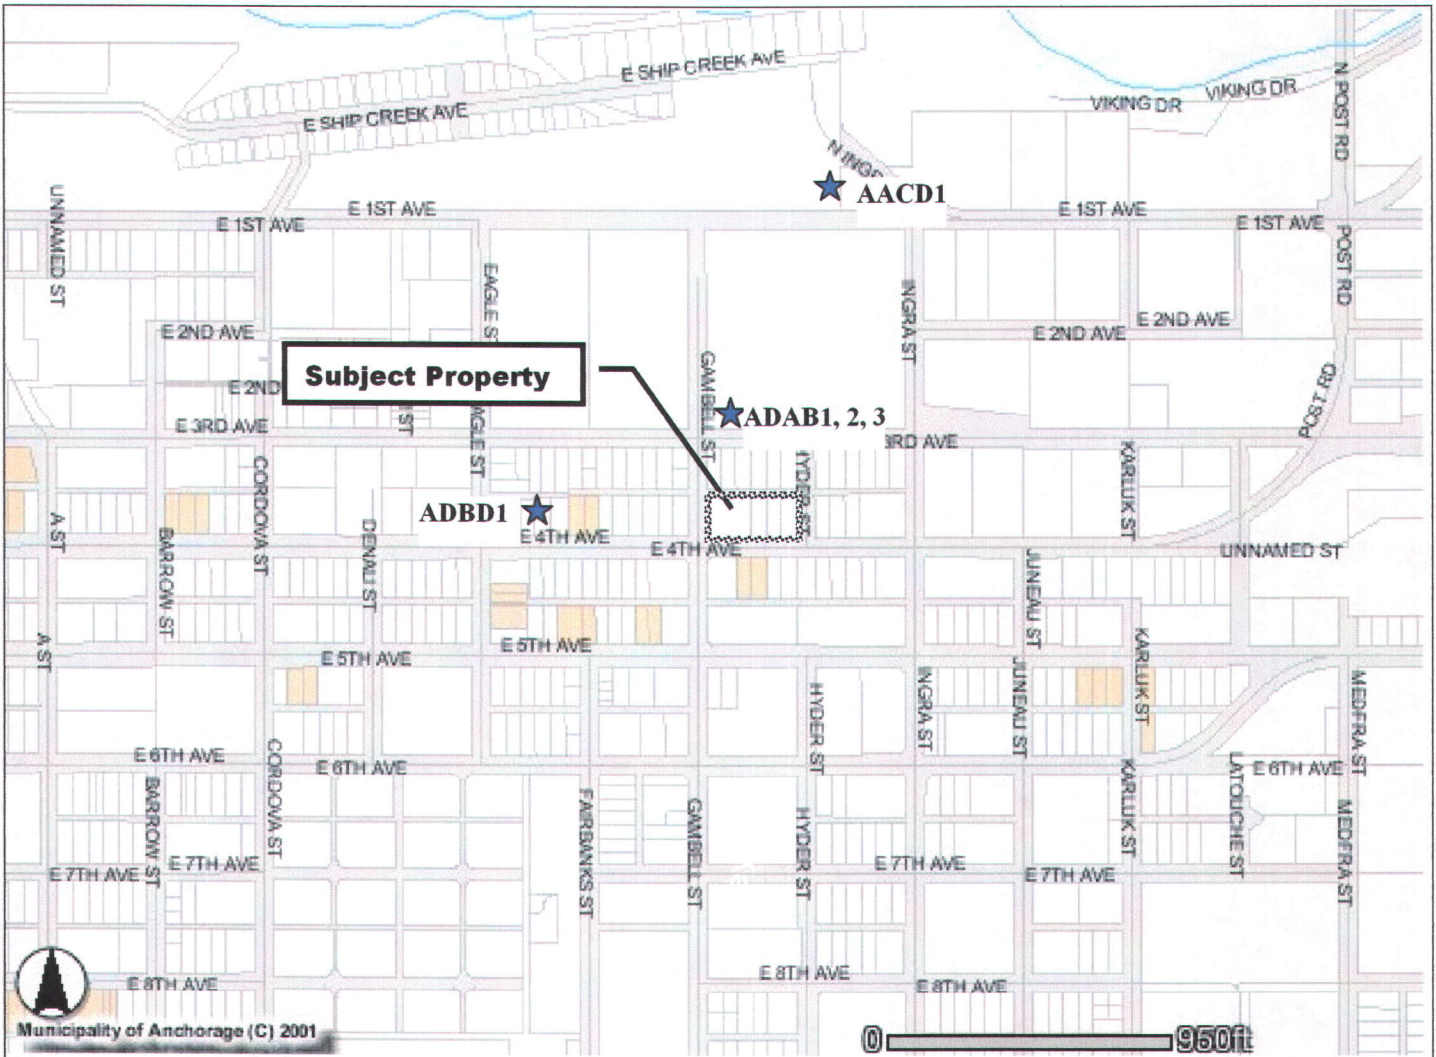 E SHIP CREEK AVE
E SHIP CREEK AVE
VIKING DR
VIKING DR
N POST RD
AACD1
UNNAMED ST
E 1ST AVE
E 1ST AVE
E 1ST AVE
E 1ST AVE
POST RD
EAGLE S
INGRA ST
E 2ND AVE
E 2ND AVE
E 2ND AVE
Subject Property
GAMBELL ST
E 2ND
ST
AGLE ST
ADAB1, 2, 3
POST RD
E 3RD AVE
3RD AVE
KARLUK ST
CORDOVA ST
ADBD1
A ST
BARROW ST
DENALI ST
E 4TH AVE
E 4TH AVE
UNNAMED ST
JUNEAU ST
A ST
E 5TH AVE
E 5TH AVE
KARLUK ST
HYDER ST
INGRA ST
JUNEAU ST
MEDFRA ST
E 6TH AVE
E 6TH AVE
E 6TH AVE
CORDOVA ST
BARROW ST
FAIRBANKS ST
GAMBELL ST
HYDER ST
KARLUK ST
LATOUCHE ST
MEDFRA ST
E 7TH AVE
E 7TH AVE
E 7TH AVE
E 7TH AVE
E 8TH AVE
E 8TH AVE
E 8TH AVE
Municipality of Anchorage (C) 2001
0
950ft